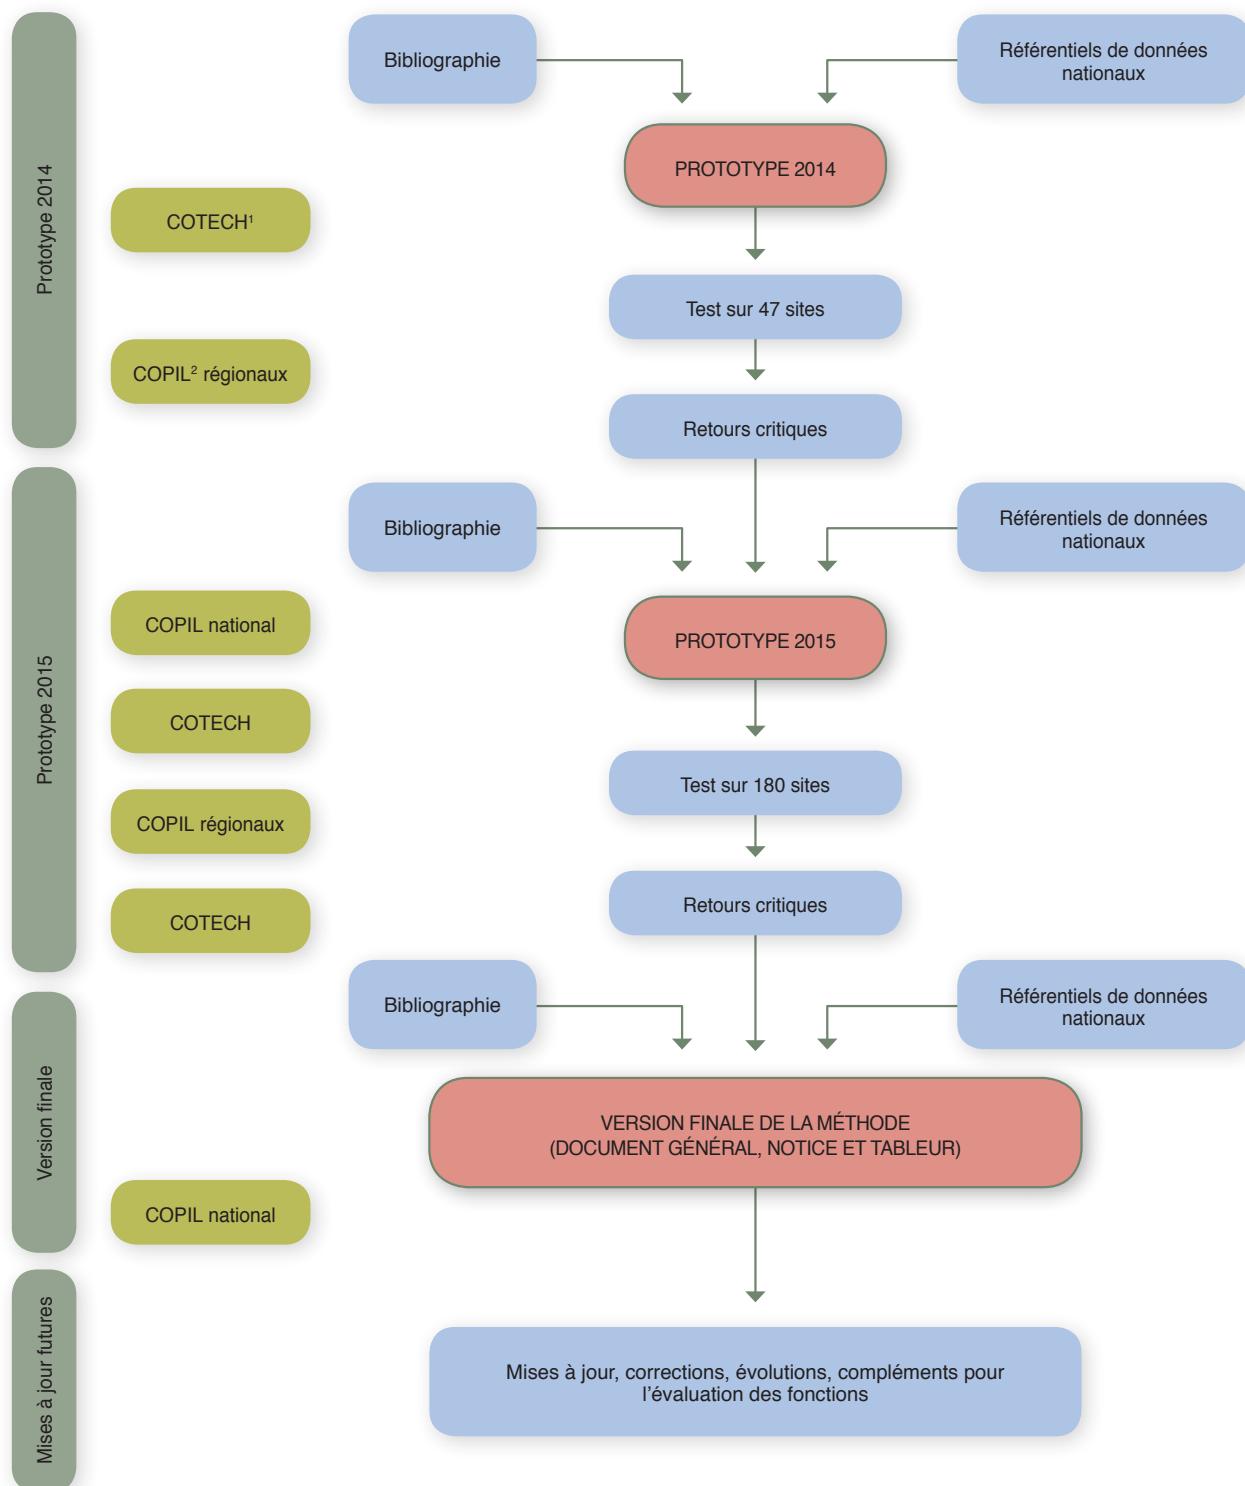 Prototype 2014
Bibliographie
Référentiels de données
nationaux
PROTOTYPE 2014
COTECH¹
Test sur 47 sites
COPIL² régionaux
Retours critiques
Prototype 2015
Bibliographie
Référentiels de données
nationaux
COPIL national
PROTOTYPE 2015
COTECH
Test sur 180 sites
COPIL régionaux
Retours critiques
COTECH
Version finale
Bibliographie
Référentiels de données
nationaux
VERSION FINALE DE LA MÉTHODE
(DOCUMENT GÉNÉRAL, NOTICE ET TABLEUR)
COPIL national
Mises à jour futures
Mises à jour, corrections, évolutions, compléments pour
l'évaluation des fonctions